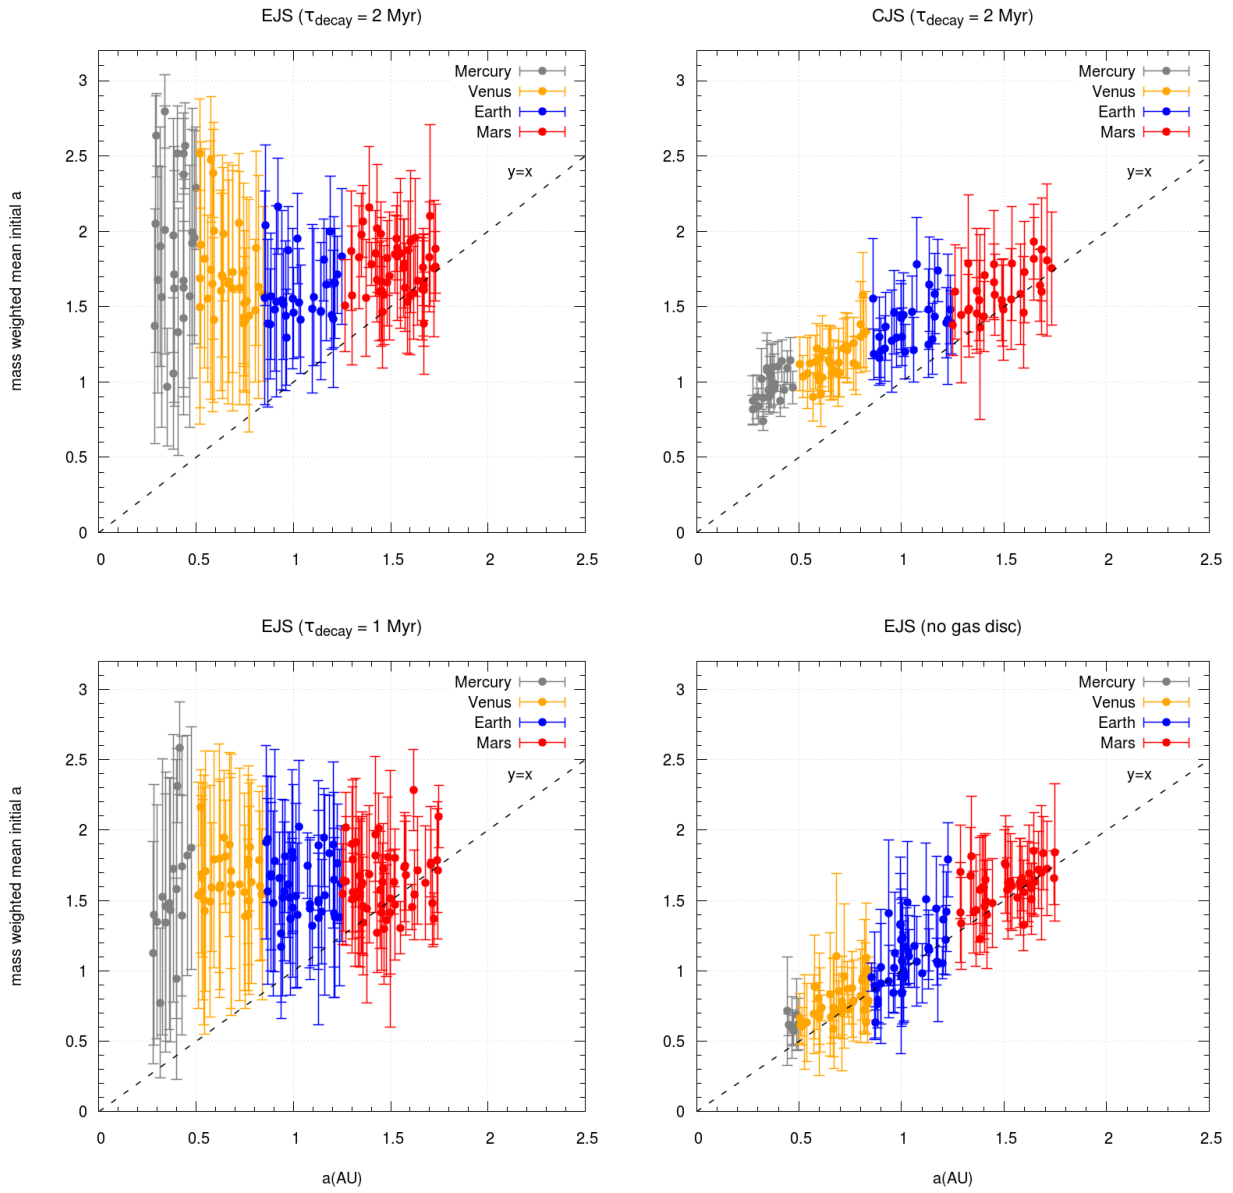 EJS (τdecay = 2 Myr)
mass weighted mean initial a
3
2.5
2
1.5
1
0.5
0
Mercury
Venus
Earth
Mars
y=x
0 0.5 1 1.5 2 2.5
CJS (τdecay = 2 Myr)
3
2.5
2
1.5
1
0.5
0
Mercury
Venus
Earth
Mars
y=x
0 0.5 1 1.5 2 2.5
EJS (τdecay = 1 Myr)
mass weighted mean initial a
3
2.5
2
1.5
1
0.5
0
Mercury
Venus
Earth
Mars
y=x
0 0.5 1 1.5 2 2.5
a(AU)
EJS (no gas disc)
3
2.5
2
1.5
1
0.5
0
Mercury
Venus
Earth
Mars
y=x
0 0.5 1 1.5 2 2.5
a(AU)